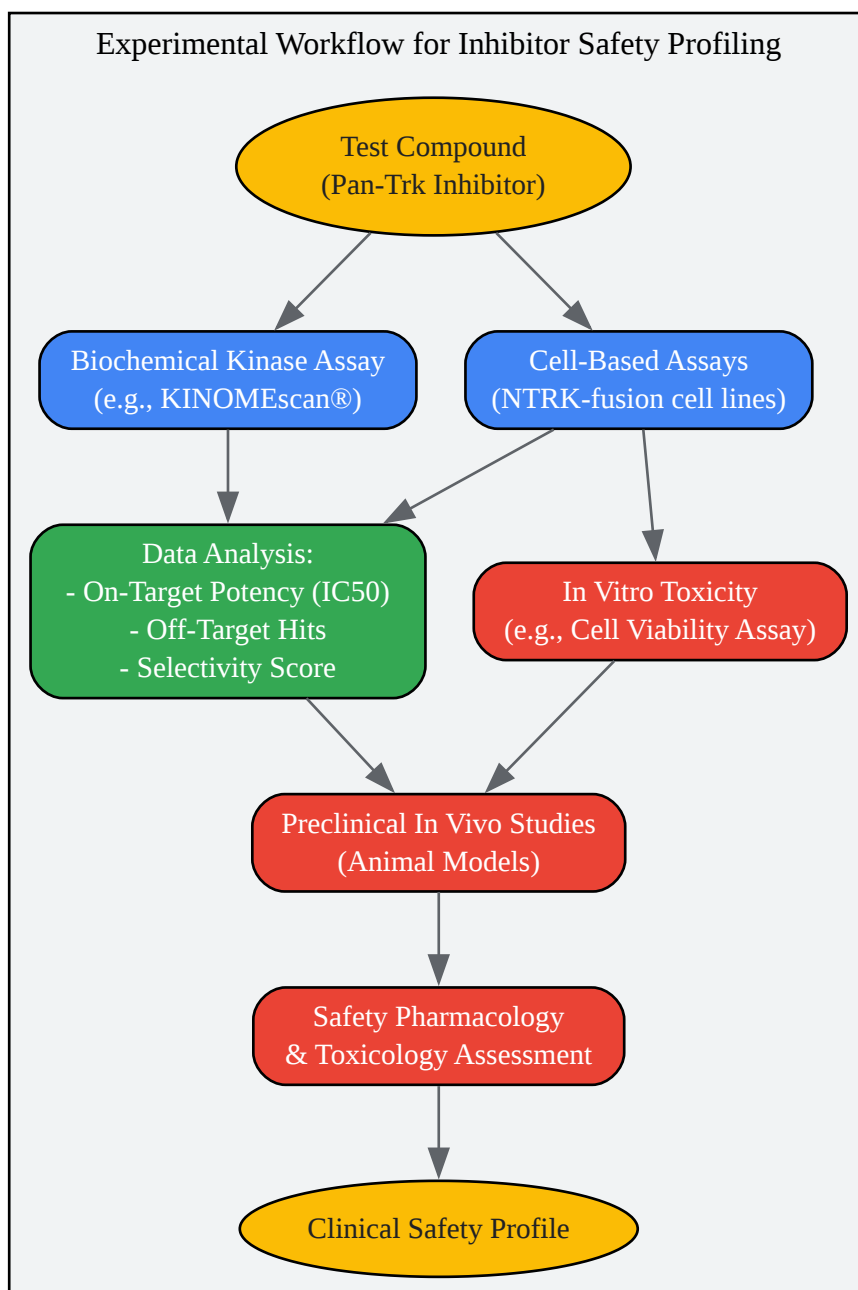 Experimental Workflow for Inhibitor Safety Profiling
Test Compound
(Pan-Trk Inhibitor)
Biochemical Kinase Assay
(e.g., KINOMEscan®)
Cell-Based Assays
(NTRK-fusion cell lines)
Data Analysis:
- On-Target Potency (IC50)
- Off-Target Hits
- Selectivity Score
In Vitro Toxicity
(e.g., Cell Viability Assay)
Preclinical In Vivo Studies
(Animal Models)
Safety Pharmacology
& Toxicology Assessment
Clinical Safety Profile